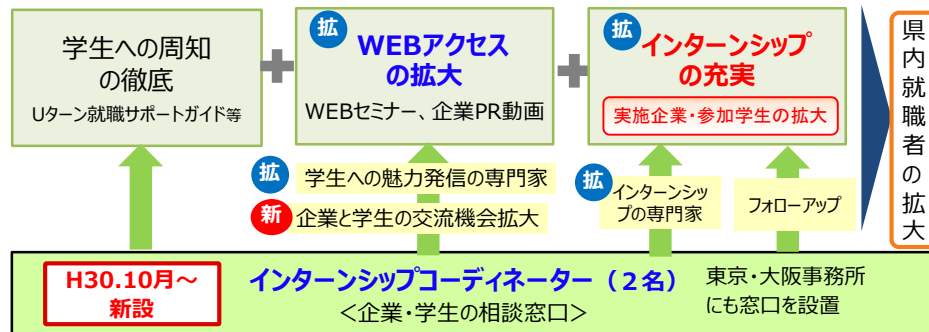 学生への周知
の徹底
Uターン就職サポートガイド等
拡
WEBアクセス
の拡大
WEBセミナー、企業PR動画
拡
インターンシップ
の充実
実施企業・参加学生の拡大
県内就職者の拡大
拡
学生への魅力発信の専門家
新
企業と学生の交流機会拡大
拡
インターンシッ
プの専門家
フォローアップ
H30.10月～
新設
インターンシップコーディネーター（２名）
＜企業・学生の相談窓口＞
東京・大阪事務所
にも窓口を設置